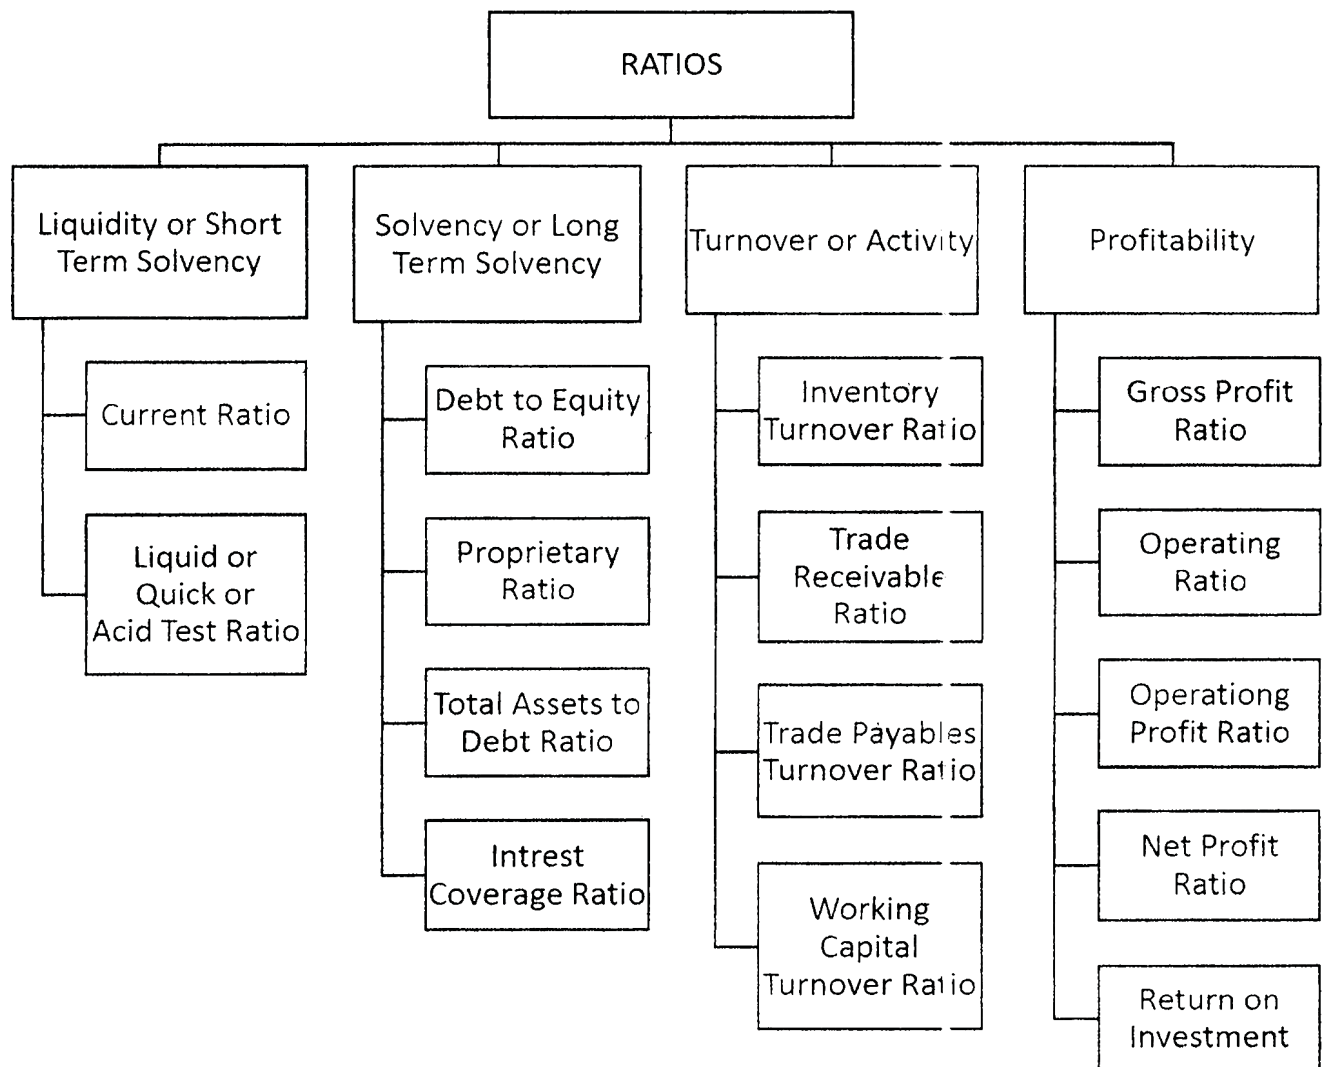 RATIOS
Liquidity or Short
Term Solvency
Solvency or Long
Term Solvency
Turnover or Activity
Profitability
Current Ratio
Liquid or
Quick or
Acid Test Ratio
Debt to Equity
Ratio
Proprietary
Ratio
Total Assets to
Debt Ratio
Intrest
Coverage Ratio
Inventory
Turnover Ratio
Trade
Receivable
Ratio
Trade Payables
Turnover Ratio
Working
Capital
Turnover Ratio
Gross Profit
Ratio
Operating
Ratio
Operationg
Profit Ratio
Net Profit
Ratio
Return on
Investment